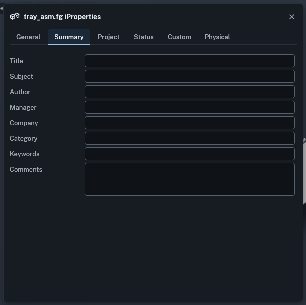 tray_asm.fg iProperties
General Summary Project Status Custom Physical
Title
Subject
Author
Manager
Company
Category
Keywords
Comments